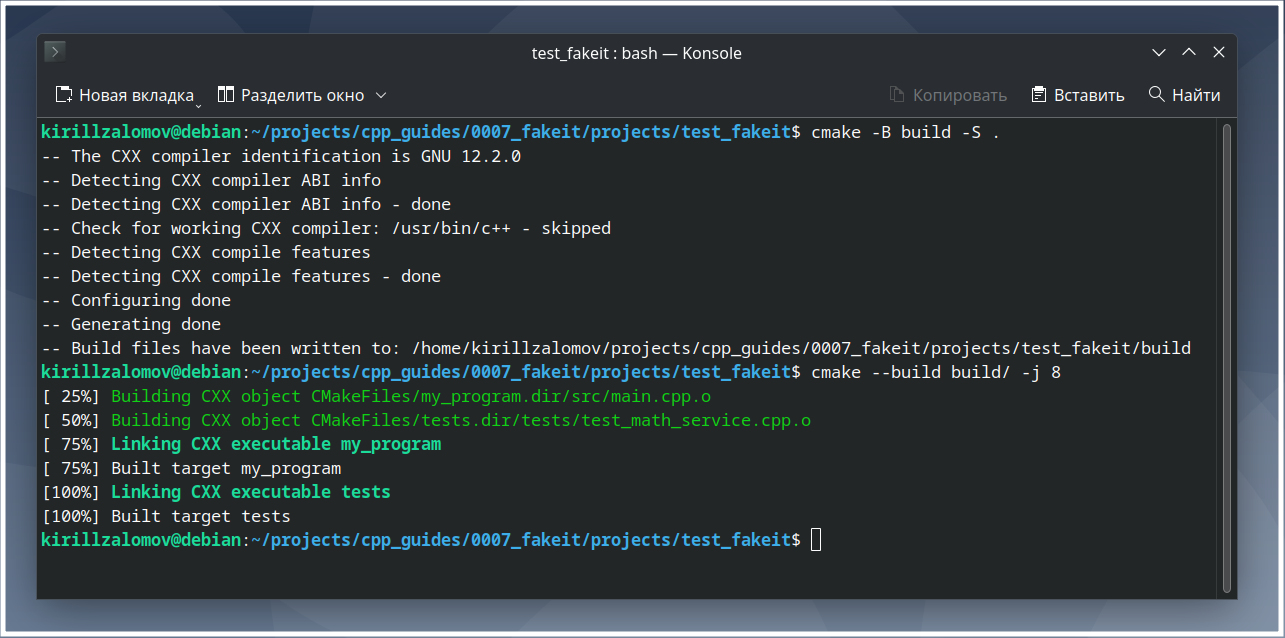 test_fakeit : bash — Konsole
Новая вкладка Разделить окно Копировать Вставить Найти
kirillzalomov@debian:~/projects/cpp_guides/0007_fakeit/projects/test_fakeit$ cmake -B build -S .
-- The CXX compiler identification is GNU 12.2.0
-- Detecting CXX compiler ABI info
-- Detecting CXX compiler ABI info - done
-- Check for working CXX compiler: /usr/bin/c++ - skipped
-- Detecting CXX compile features
-- Detecting CXX compile features - done
-- Configuring done
-- Generating done
-- Build files have been written to: /home/kirillzalomov/projects/cpp_guides/0007_fakeit/projects/test_fakeit/build
kirillzalomov@debian:~/projects/cpp_guides/0007_fakeit/projects/test_fakeit$ cmake --build build/ -j 8
[ 25%] Building CXX object CMakeFiles/my_program.dir/src/main.cpp.o
[ 50%] Building CXX object CMakeFiles/tests.dir/tests/test_math_service.cpp.o
[ 75%] Linking CXX executable my_program
[ 75%] Built target my_program
[100%] Linking CXX executable tests
[100%] Built target tests
kirillzalomov@debian:~/projects/cpp_guides/0007_fakeit/projects/test_fakeit$